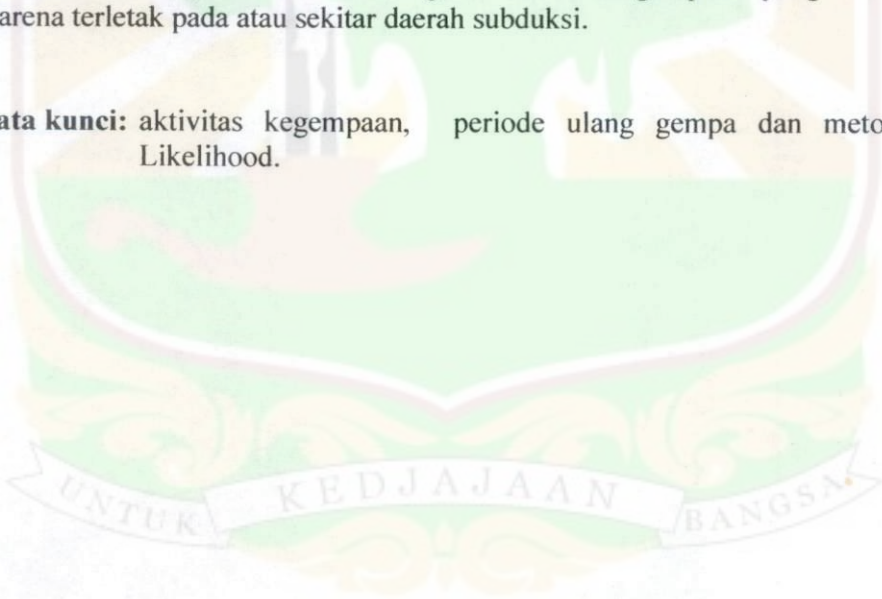 arena terletak pada atau sekitar daerah subduksi.
ata kunci: aktivitas kegempaan, periode ulang gempa dan meto
Likelihood.
UNTUK KEDJAJAAN BANGSA